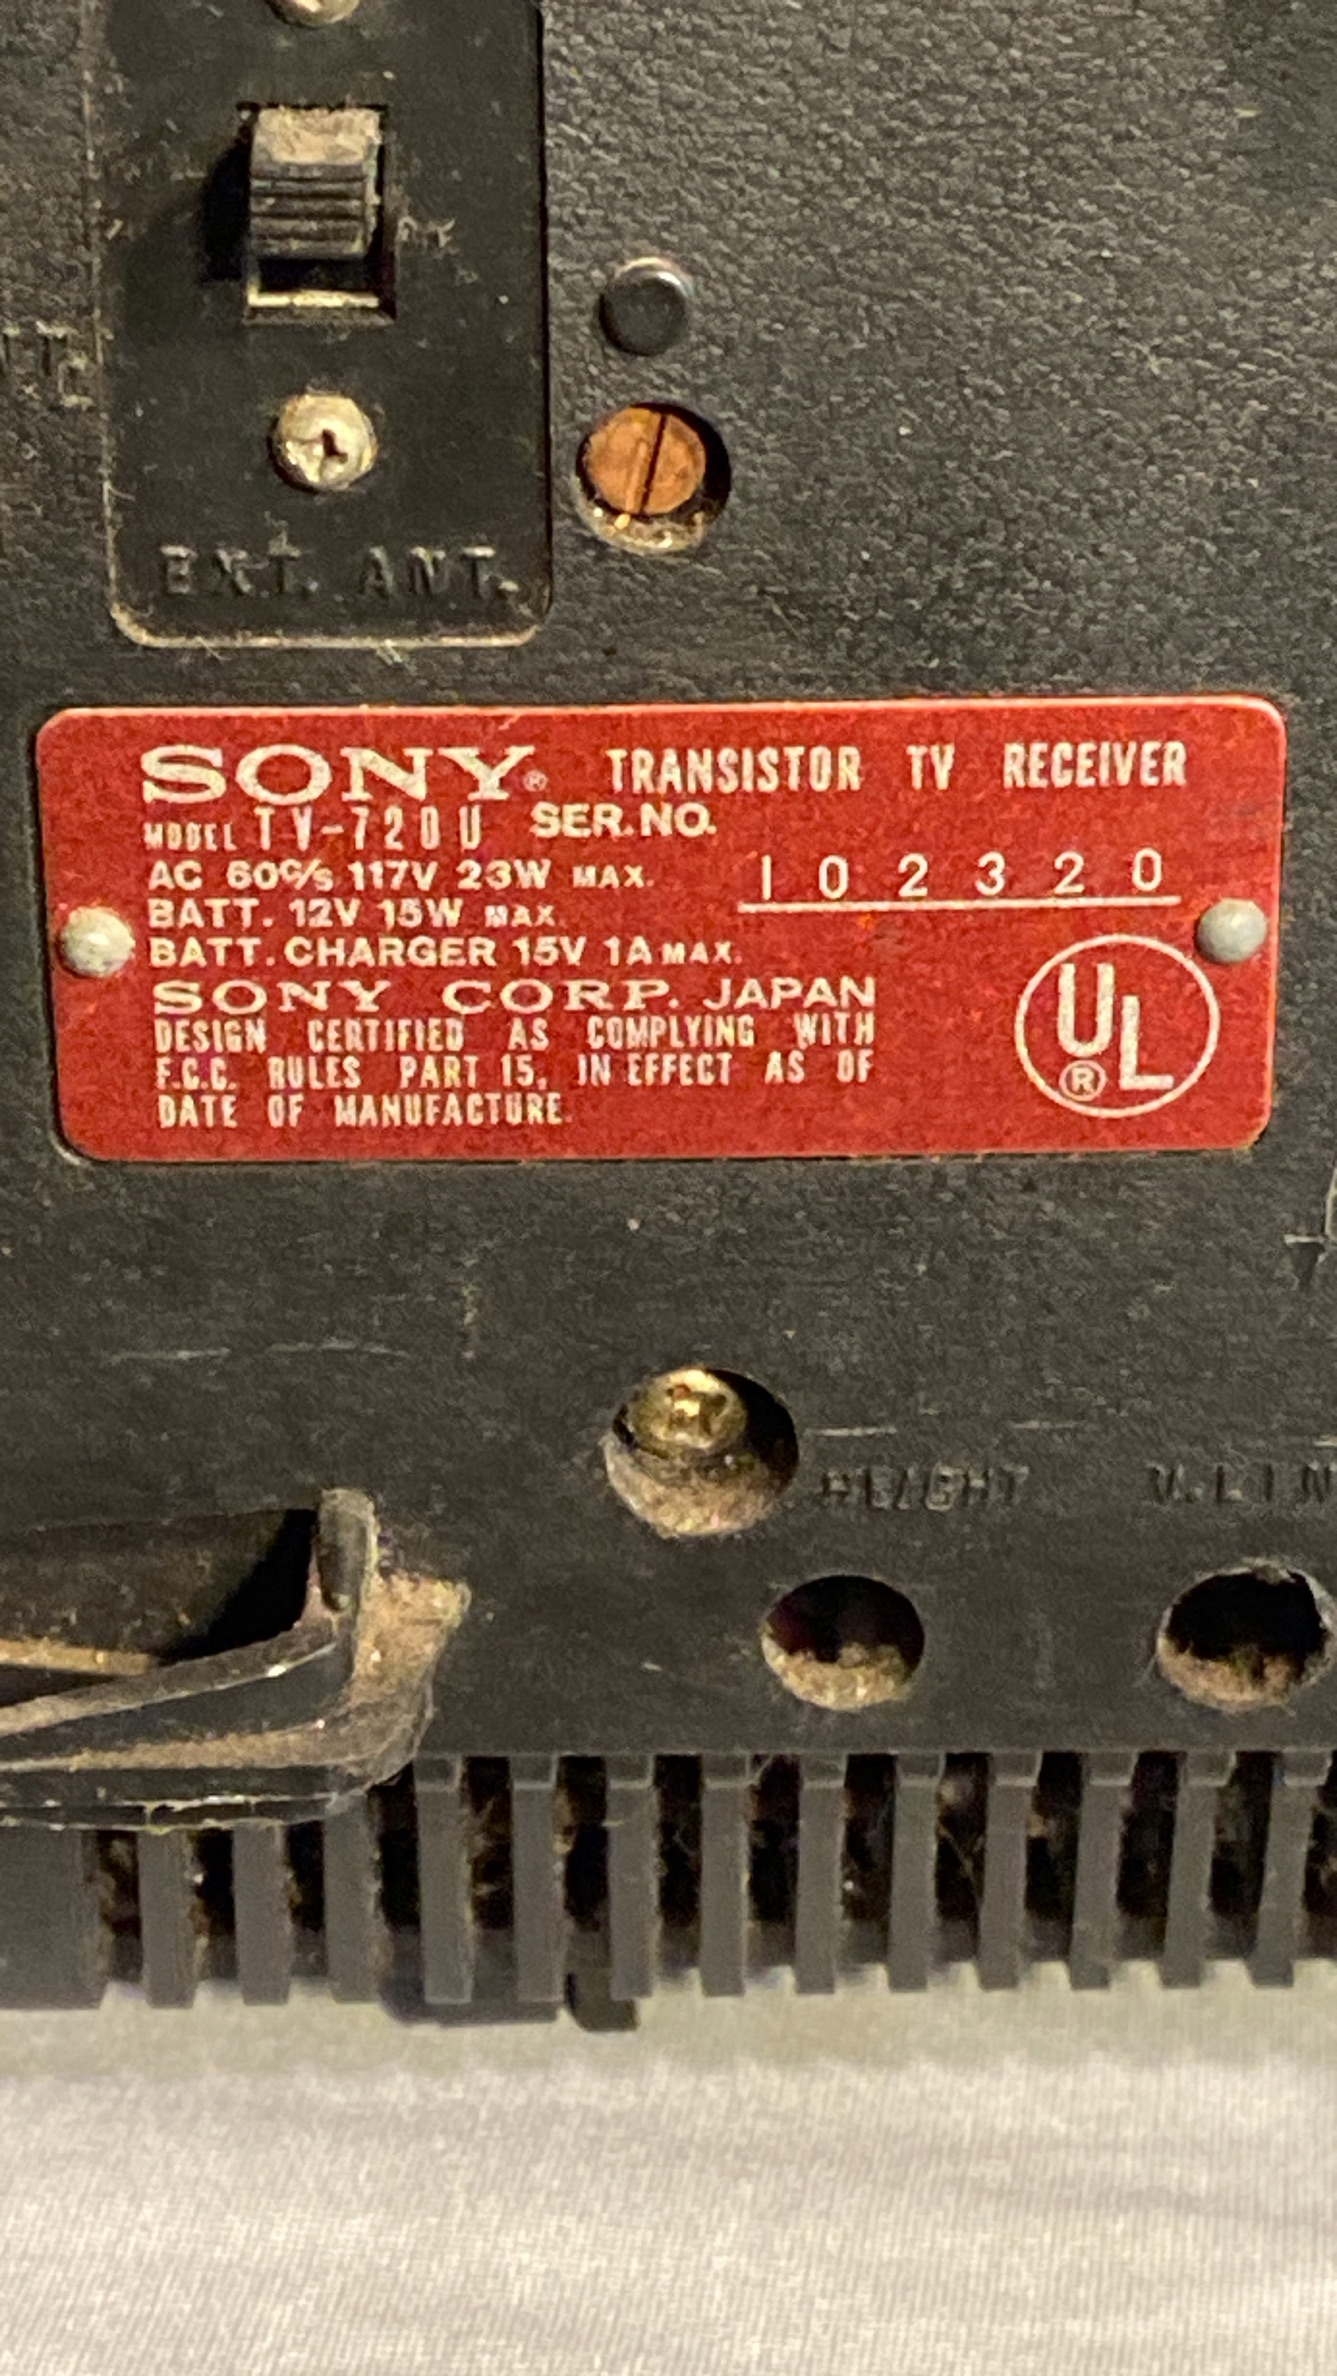 EXT. ANT.
SONY® TRANSISTOR TV RECEIVER
MODEL TV-720U SER.NO.
AC 60c/s 117V 23W MAX. 102320
BATT. 12V 15W MAX.
BATT. CHARGER 15V 1A MAX.
SONY CORP. JAPAN
DESIGN CERTIFIED AS COMPLYING WITH
F.C.C. RULES PART 15, IN EFFECT AS OF
DATE OF MANUFACTURE.
UL®
HEIGHT V.LIN